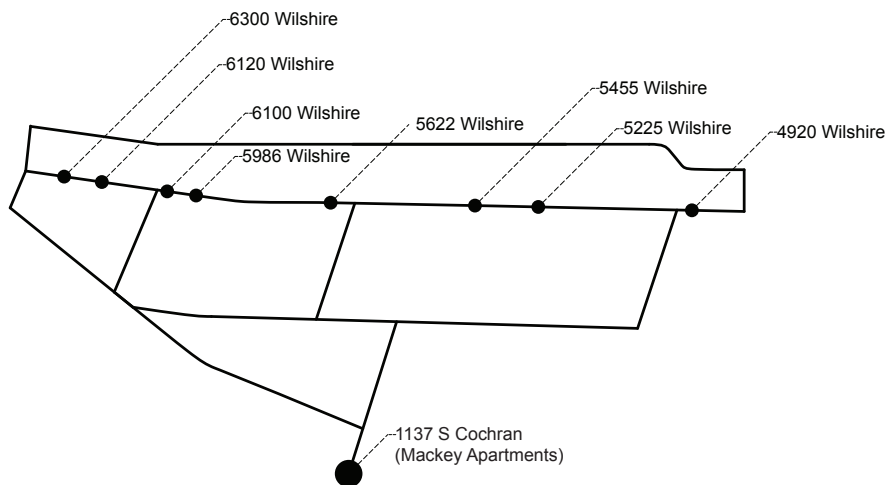 6300 Wilshire
6120 Wilshire
6100 Wilshire
5986 Wilshire
5622 Wilshire
5455 Wilshire
5225 Wilshire
4920 Wilshire
1137 S Cochran
(Mackey Apartments)